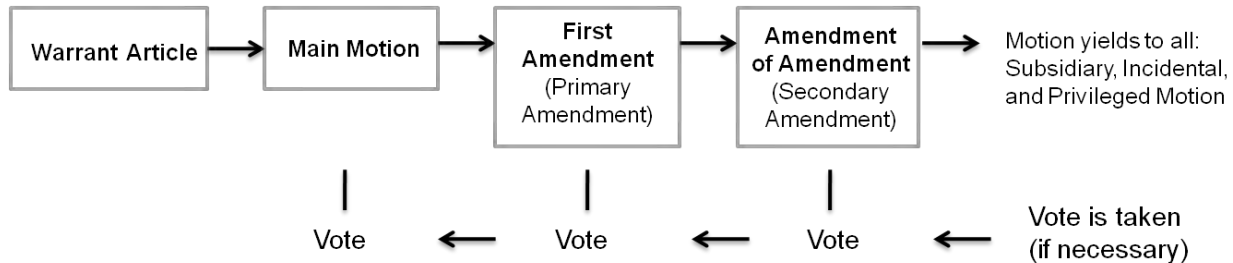 Warrant Article
Main Motion
First
Amendment
(Primary
Amendment)
Amendment
of Amendment
(Secondary
Amendment)
Motion yields to all:
Subsidiary, Incidental,
and Privileged Motion
Vote
Vote
Vote
Vote is taken
(if necessary)